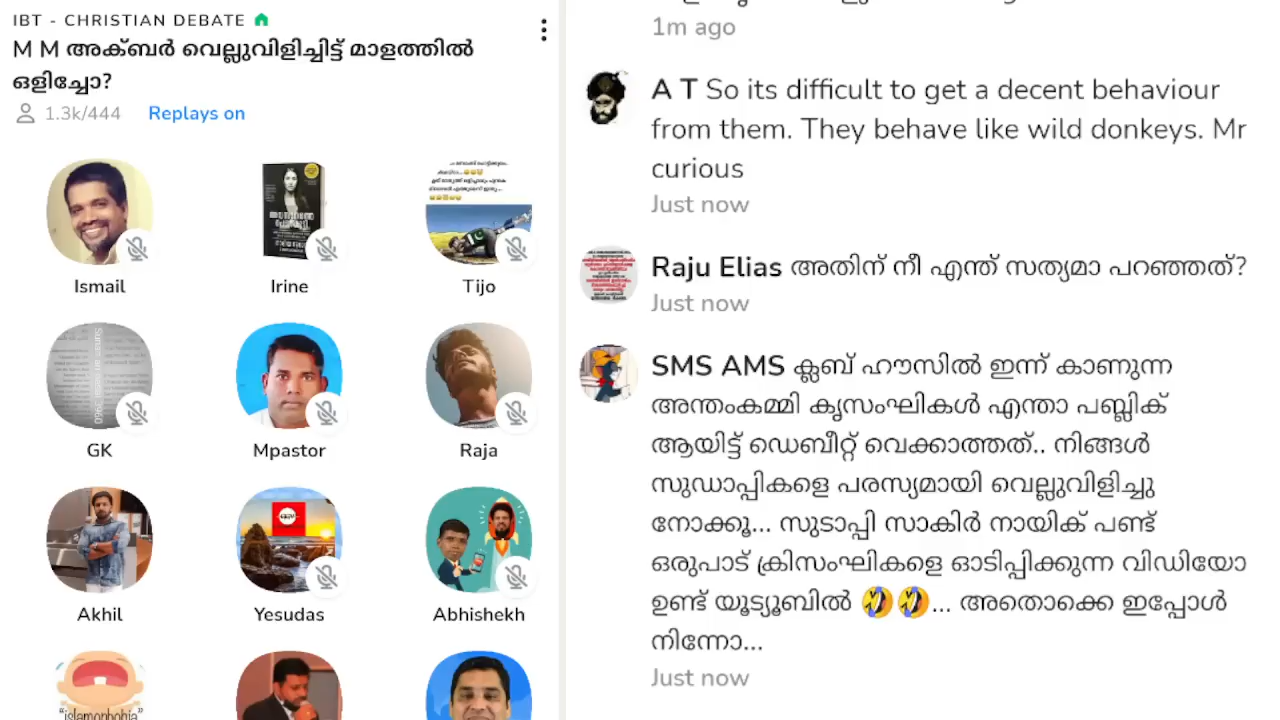 IBT - CHRISTIAN DEBATE
M M അക്ബർ വെല്ലുവിളിച്ചിട്ട് മാളത്തിൽ
ഒളിച്ചോ?
1.3k/444 Replays on
Ismail
Irine
Tijo
GK
Mpastor
Raja
Akhil
Yesudas
Abhishekh
"islamophobia"
1m ago
A T So its difficult to get a decent behaviour
from them. They behave like wild donkeys. Mr
curious
Just now
Raju Elias അതിന് നീ എന്ത് സത്യമാ പറഞ്ഞത്?
Just now
SMS AMS ക്ലബ് ഹൗസിൽ ഇന്ന് കാണുന്ന
അന്തംകമ്മി കൃസംഘികൾ എന്താ പബ്ലിക്
ആയിട്ട് ഡെബീറ്റ് വെക്കാത്തത്.. നിങ്ങൾ
സുഡാപ്പികളെ പരസ്യമായി വെല്ലുവിളിച്ചു
നോക്കൂ... സുടാപ്പി സാകിർ നായിക് പണ്ട്
ഒരുപാട് ക്രിസംഘികളെ ഓടിപ്പിക്കുന്ന വിഡിയോ
ഉണ്ട് യൂട്യൂബിൽ 🤣🤣... അതൊക്കെ ഇപ്പോൾ
നിന്നോ...
Just now